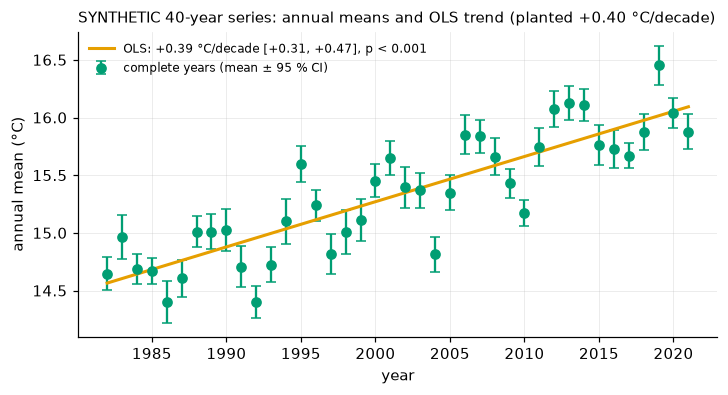 SYNTHETIC 40-year series: annual means and OLS trend (planted +0.40 °C/decade)
OLS: +0.39 °C/decade [+0.31, +0.47], p < 0.001
complete years (mean ± 95 % CI)
annual mean (°C)
16.5
16.0
15.5
15.0
14.5
1985 1990 1995 2000 2005 2010 2015 2020
year